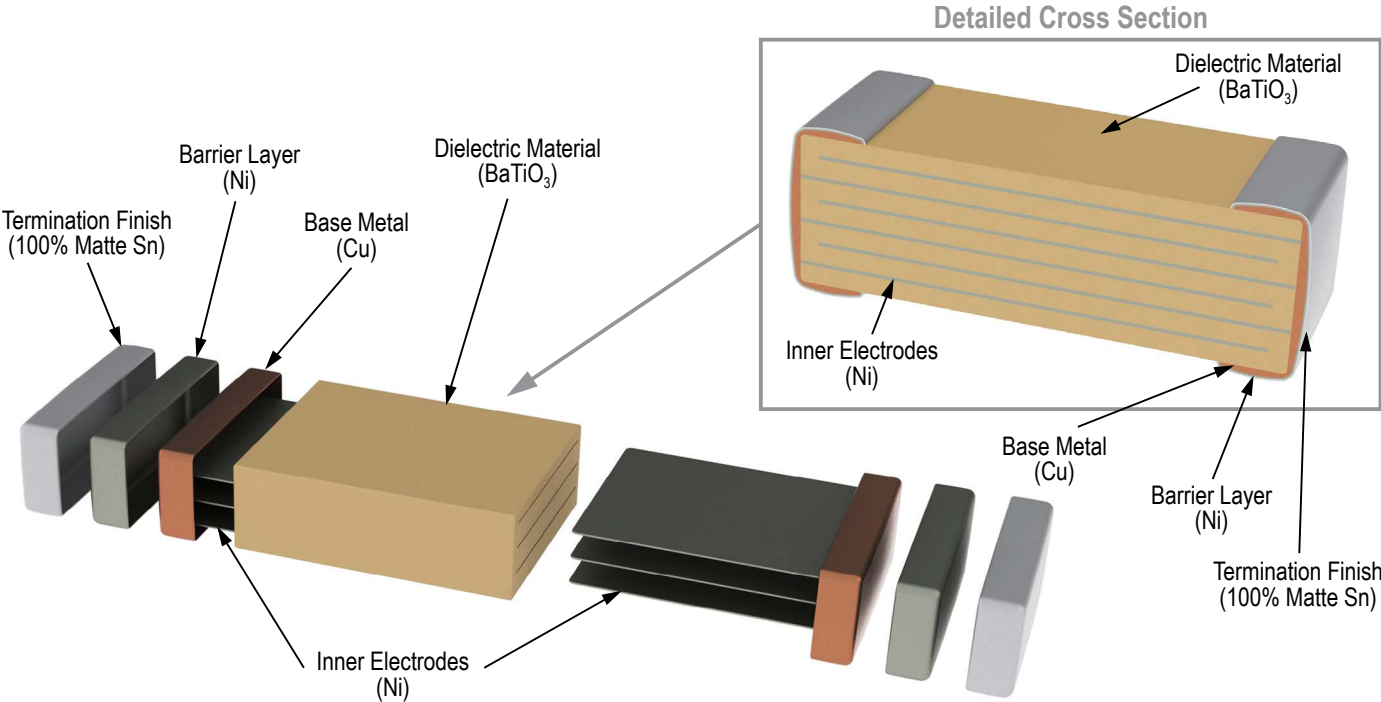 Detailed Cross Section
Dielectric Material
(BaTiO₃)
Inner Electrodes
(Ni)
Base Metal
(Cu)
Barrier Layer
(Ni)
Termination Finish
(100% Matte Sn)
Termination Finish
(100% Matte Sn)
Barrier Layer
(Ni)
Base Metal
(Cu)
Dielectric Material
(BaTiO₃)
Inner Electrodes
(Ni)